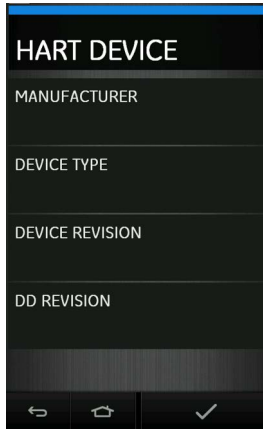 HART DEVICE
MANUFACTURER
DEVICE TYPE
DEVICE REVISION
DD REVISION